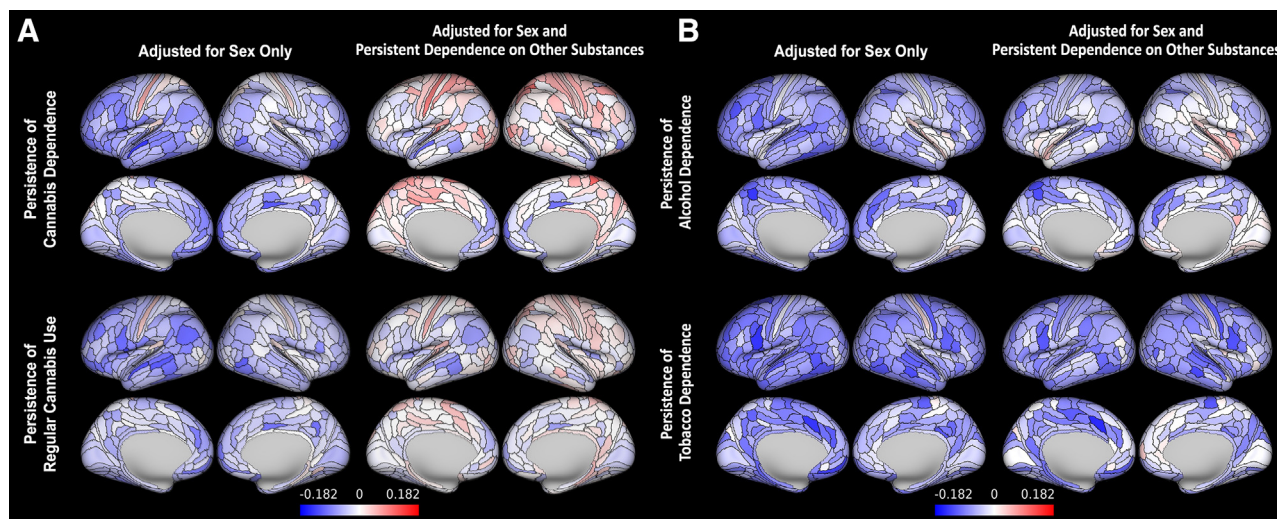 A
Adjusted for Sex Only
Adjusted for Sex and
Persistent Dependence on Other Substances
Persistence of
Cannabis Dependence
Persistence of
Regular Cannabis Use
-0.182 0 0.182
B
Adjusted for Sex Only
Adjusted for Sex and
Persistent Dependence on Other Substances
Persistence of
Alcohol Dependence
Persistence of
Tobacco Dependence
-0.182 0 0.182